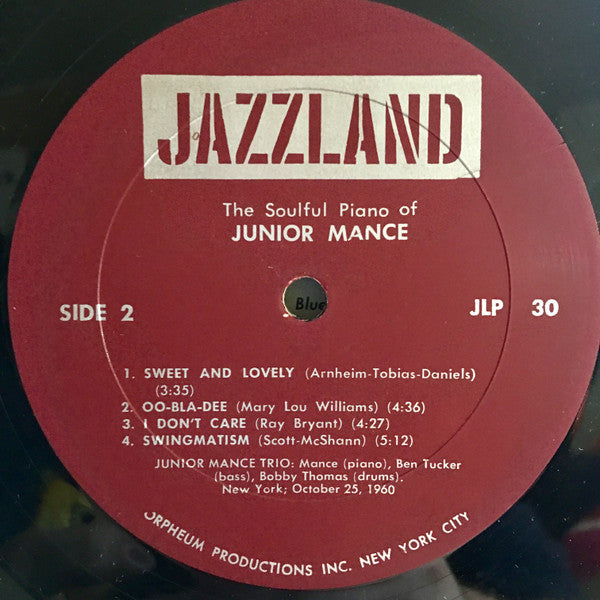 JAZZLAND
The Soulful Piano of
JUNIOR MANCE
Blue
SIDE 2
JLP 30
1. SWEET AND LOVELY (Arnheim-Tobias-Daniels)
(3:35)
2. OO-BLA-DEE (Mary Lou Williams) (4:36)
3. I DON'T CARE (Ray Bryant) (4:27)
4. SWINGMATISM (Scott-McShann) (5:12)
JUNIOR MANCE TRIO: Mance (piano), Ben Tucker
(bass), Bobby Thomas (drums).
New York; October 25, 1960
ORPHEUM PRODUCTIONS INC. NEW YORK CITY